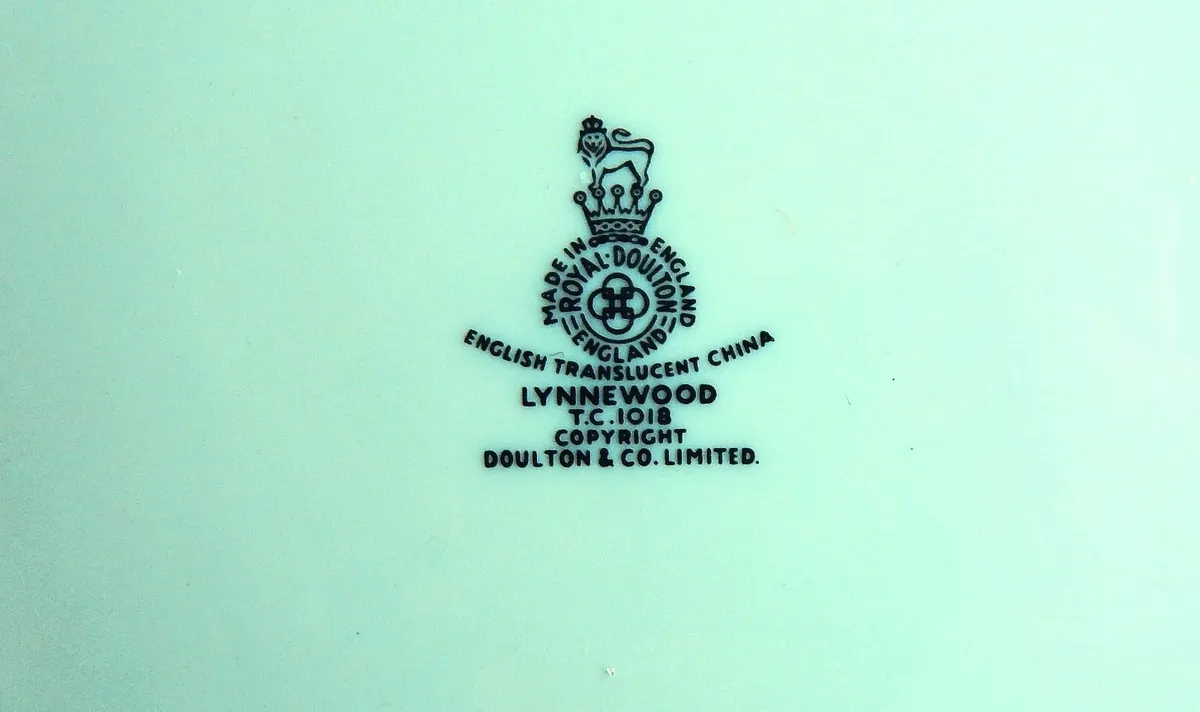 MADE IN ENGLAND
ROYAL·DOULTON
ENGLAND
ENGLISH TRANSLUCENT CHINA
LYNNEWOOD
T.C.1018
COPYRIGHT
DOULTON & CO. LIMITED.